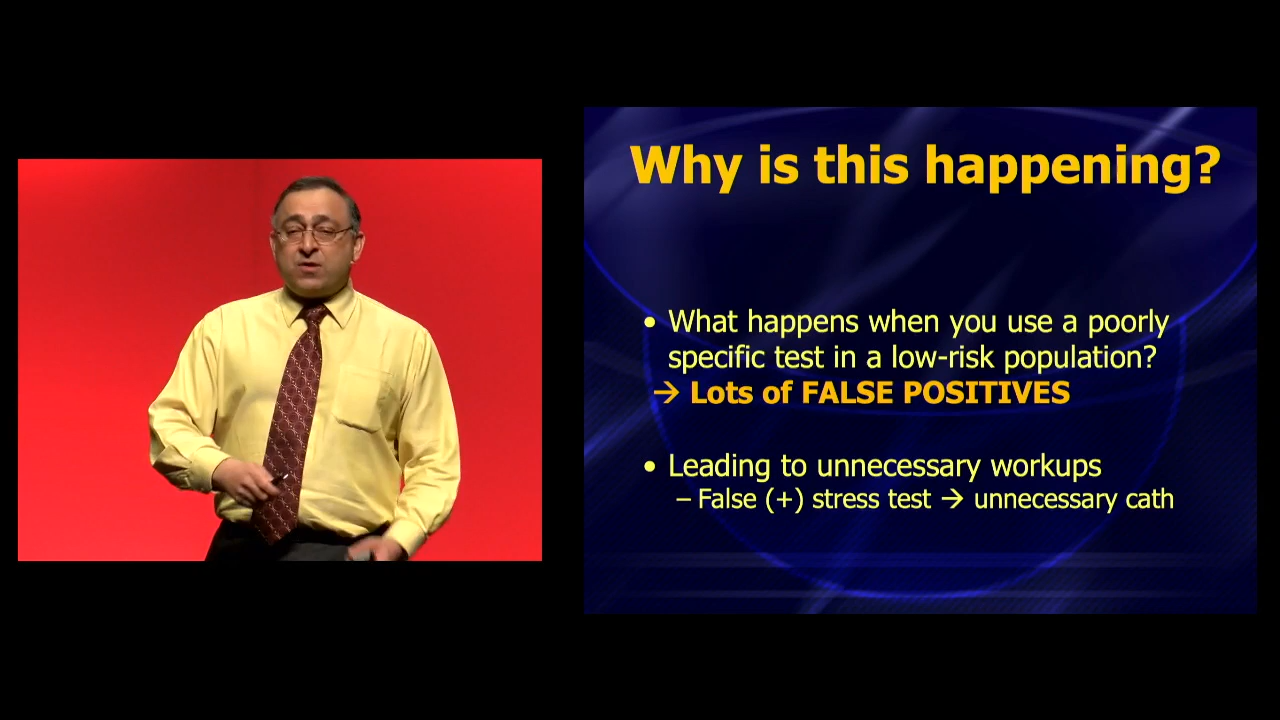 Why is this happening?
• What happens when you use a poorly
specific test in a low-risk population?
→ Lots of FALSE POSITIVES
• Leading to unnecessary workups
– False (+) stress test → unnecessary cath